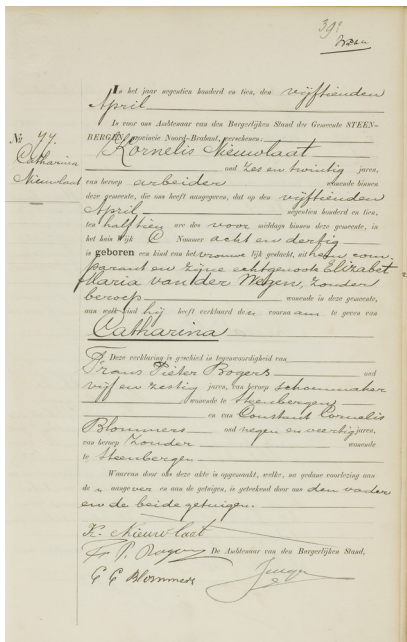 39
In het jaar negentien honderd en tien, den vijftienden
April
is voor ons Ambtenaar van den Burgerlijken Stand der Gemeente STEEN-
BERGEN, provincie Noord-Brabant, verschenen:
Kornelis Nieuwlaat
oud zes en twintig jaren,
van beroep arbeider wonende binnen
deze gemeente, die ons heeft aangegeven, dat op den vijftienden
April negentien honderd en tien,
ten half tien ure des voor middags binnen deze gemeente, in
het huis wijk C Nummer acht en dertig
is geboren een kind van het vrouwelijk geslacht, uit hem com-
parant en zijne echtgenoote Elizabet
Maria van der Wegen, zonder
beroep wonende in deze gemeente,
aan welk kind hij heeft verklaard den voornaam te geven van
Catharina
No 77
Catharina
Nieuwlaat
Deze verklaring is geschied in tegenwoordigheid van
Frans Pieter Bogers oud
vijf en zestig jaren, van beroep schoenmaker
wonende te Steenbergen
en van Constant Cornelis
Blommers oud negen en veertig jaren,
van beroep zonder wonende
te Steenbergen
Waarvan door ons deze akte is opgemaakt, welke, na gedane voorlezing aan
den aangever en aan de getuigen, is geteekend door ons den vader
en de beide getuigen.
K. Nieuwlaat
De Ambtenaar van den Burgerlijken Stand,
C C Blommers